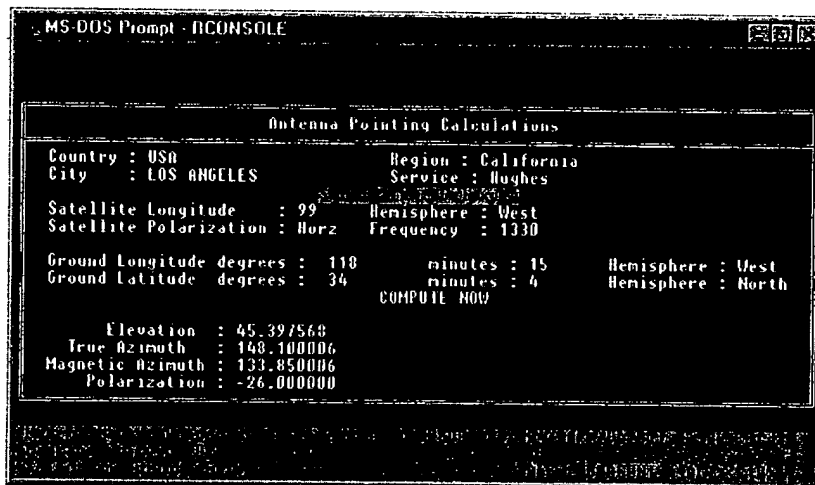 MS-DOS Prompt - RCONSOLE
Antenna Pointing Calculations
Country : USA Region : California
City : LOS ANGELES Service : Hughes
Satellite Longitude : 99 Hemisphere : West
Satellite Polarization : Horz Frequency : 1330
Ground Longitude degrees : 118 minutes : 15 Hemisphere : West
Ground Latitude degrees : 34 minutes : 4 Hemisphere : North
COMPUTE NOW
Elevation : 45.397568
True Azimuth : 148.100006
Magnetic Azimuth : 133.850006
Polarization : -26.000000